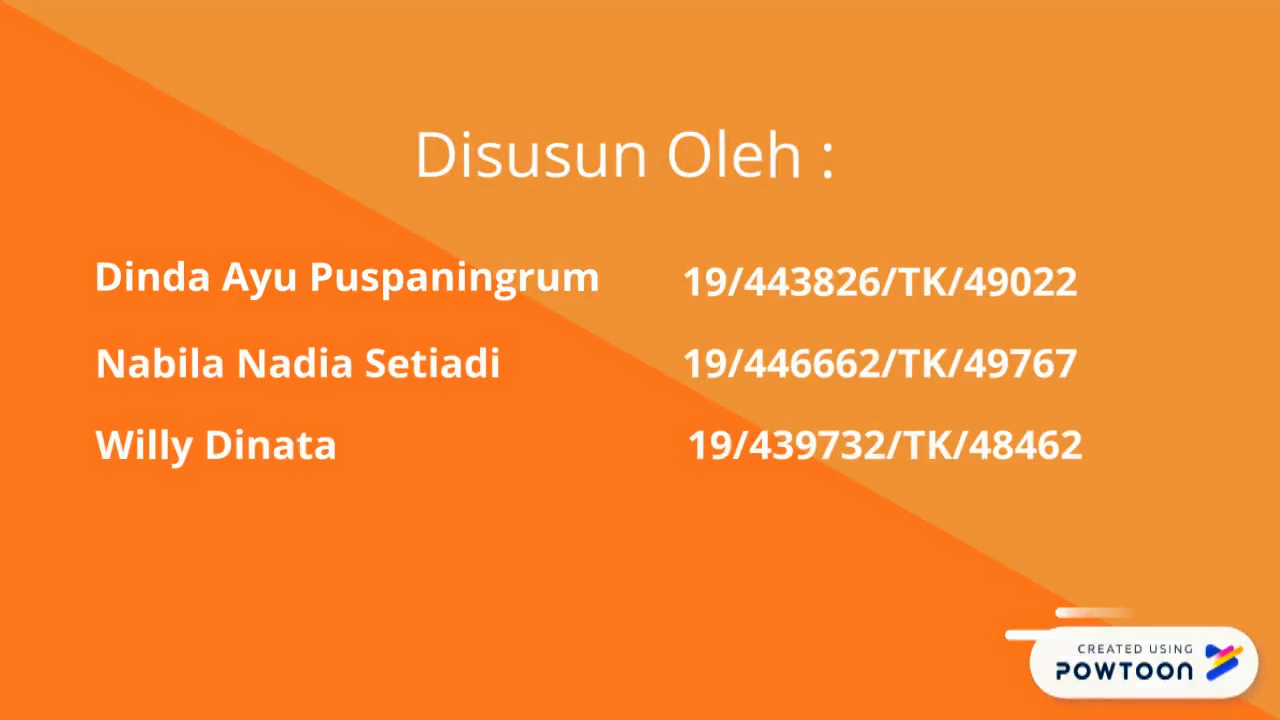 Disusun Oleh :
Dinda Ayu Puspaningrum 19/443826/TK/49022
Nabila Nadia Setiadi 19/446662/TK/49767
Willy Dinata 19/439732/TK/48462
CREATED USING
POWTOON